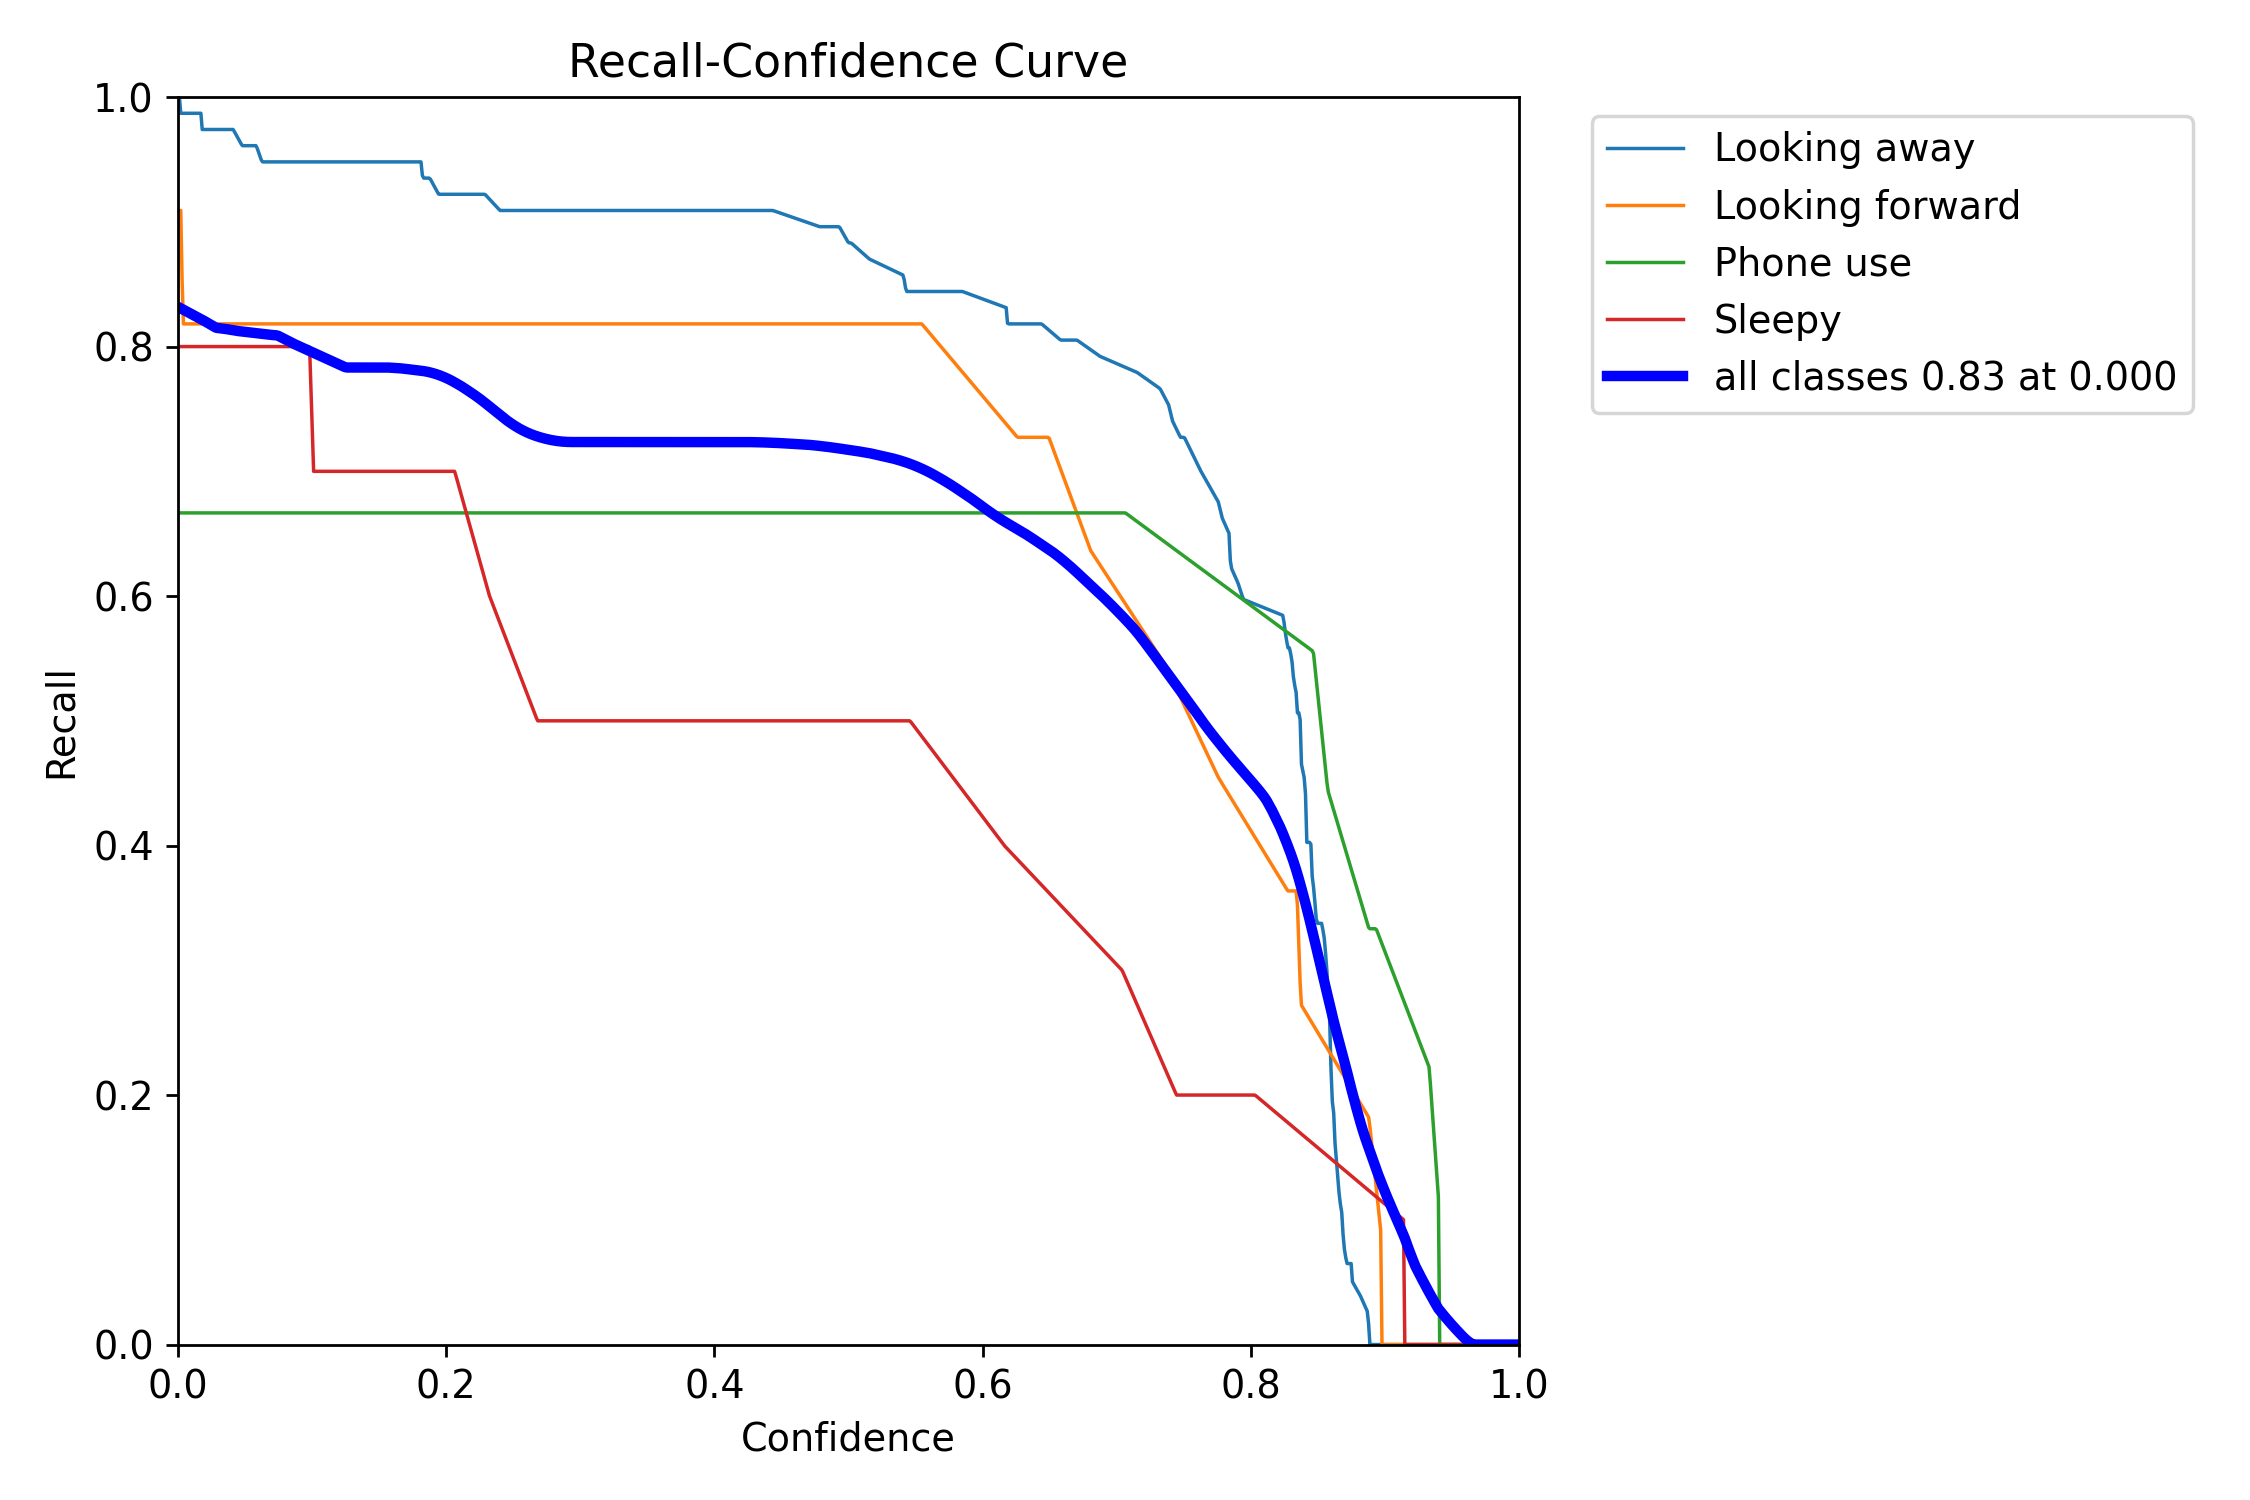 Recall-Confidence Curve
1.0
0.8
0.6
0.4
0.2
0.0
Recall
0.0 0.2 0.4 0.6 0.8 1.0
Confidence
Looking away
Looking forward
Phone use
Sleepy
all classes 0.83 at 0.000